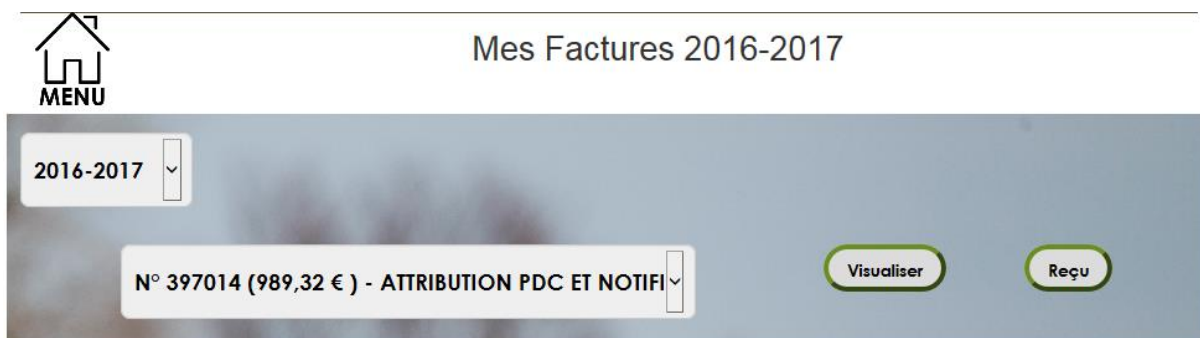 Mes Factures 2016-2017
MENU
2016-2017
N° 397014 (989,32 € ) - ATTRIBUTION PDC ET NOTIFI
Visualiser
Reçu